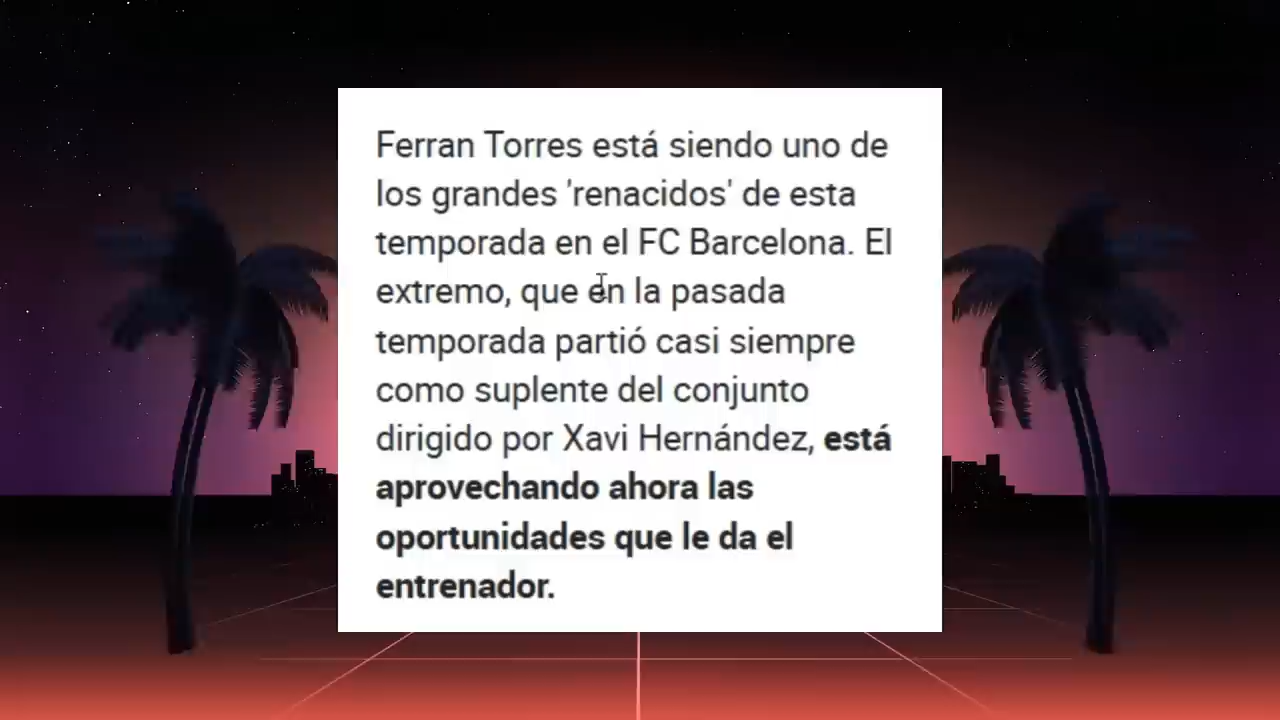 Ferran Torres está siendo uno de
los grandes 'renacidos' de esta
temporada en el FC Barcelona. El
extremo, que en la pasada
temporada partió casi siempre
como suplente del conjunto
dirigido por Xavi Hernández, está
aprovechando ahora las
oportunidades que le da el
entrenador.